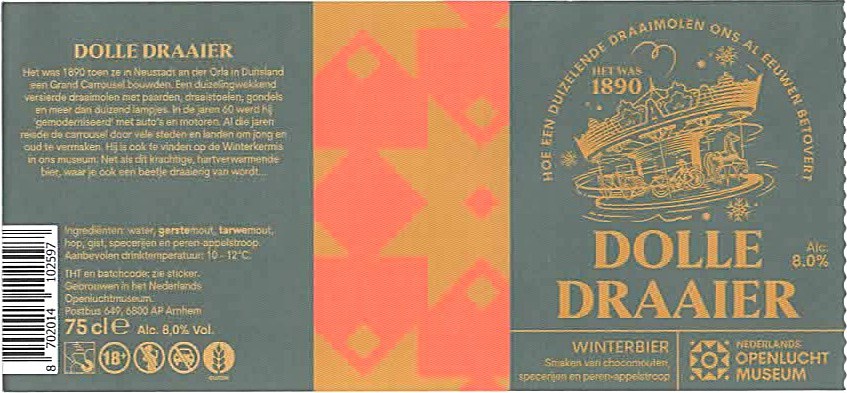 DOLLE DRAAIER
Het was 1890 toen ze in Neustadt an der Orla in Duitsland
een Grand Carrousel bouwden. Een duizelingwekkend
versierde draaimolen met paarden, draaistoelen, gondels
en meer dan duizend lampjes. In de jaren 60 werd hij
'gemoderniseerd' met auto's en motoren. Al die jaren
reisde de carrousel door vele steden en landen om jong en
oud te vermaken. Hij is ook te vinden op de Winterkermis
in ons museum. Net als dit krachtige, hartverwarmende
bier, waar je ook een beetje draaierig van wordt...
Ingrediënten: water, gerstemout, tarwemout,
hop, gist, specerijen en peren-appelstroop.
Aanbevolen drinktemperatuur: 10 - 12°C.
THT en batchcode: zie sticker.
Gebrouwen in het Nederlands
Openluchtmuseum.
Postbus 649, 6800 AP Arnhem
75 cl e Alc. 8,0% Vol.
18+
GLUTEN
8 702014 102597
HOE EEN DUIZELENDE DRAAIMOLEN ONS AL EEUWEN BETOVERT
HET WAS
1890
DOLLE
DRAAIER
Alc.
8.0%
WINTERBIER
Smaken van chocomouten,
specerijen en peren-appelstroop
NEDERLANDS
OPENLUCHT
MUSEUM